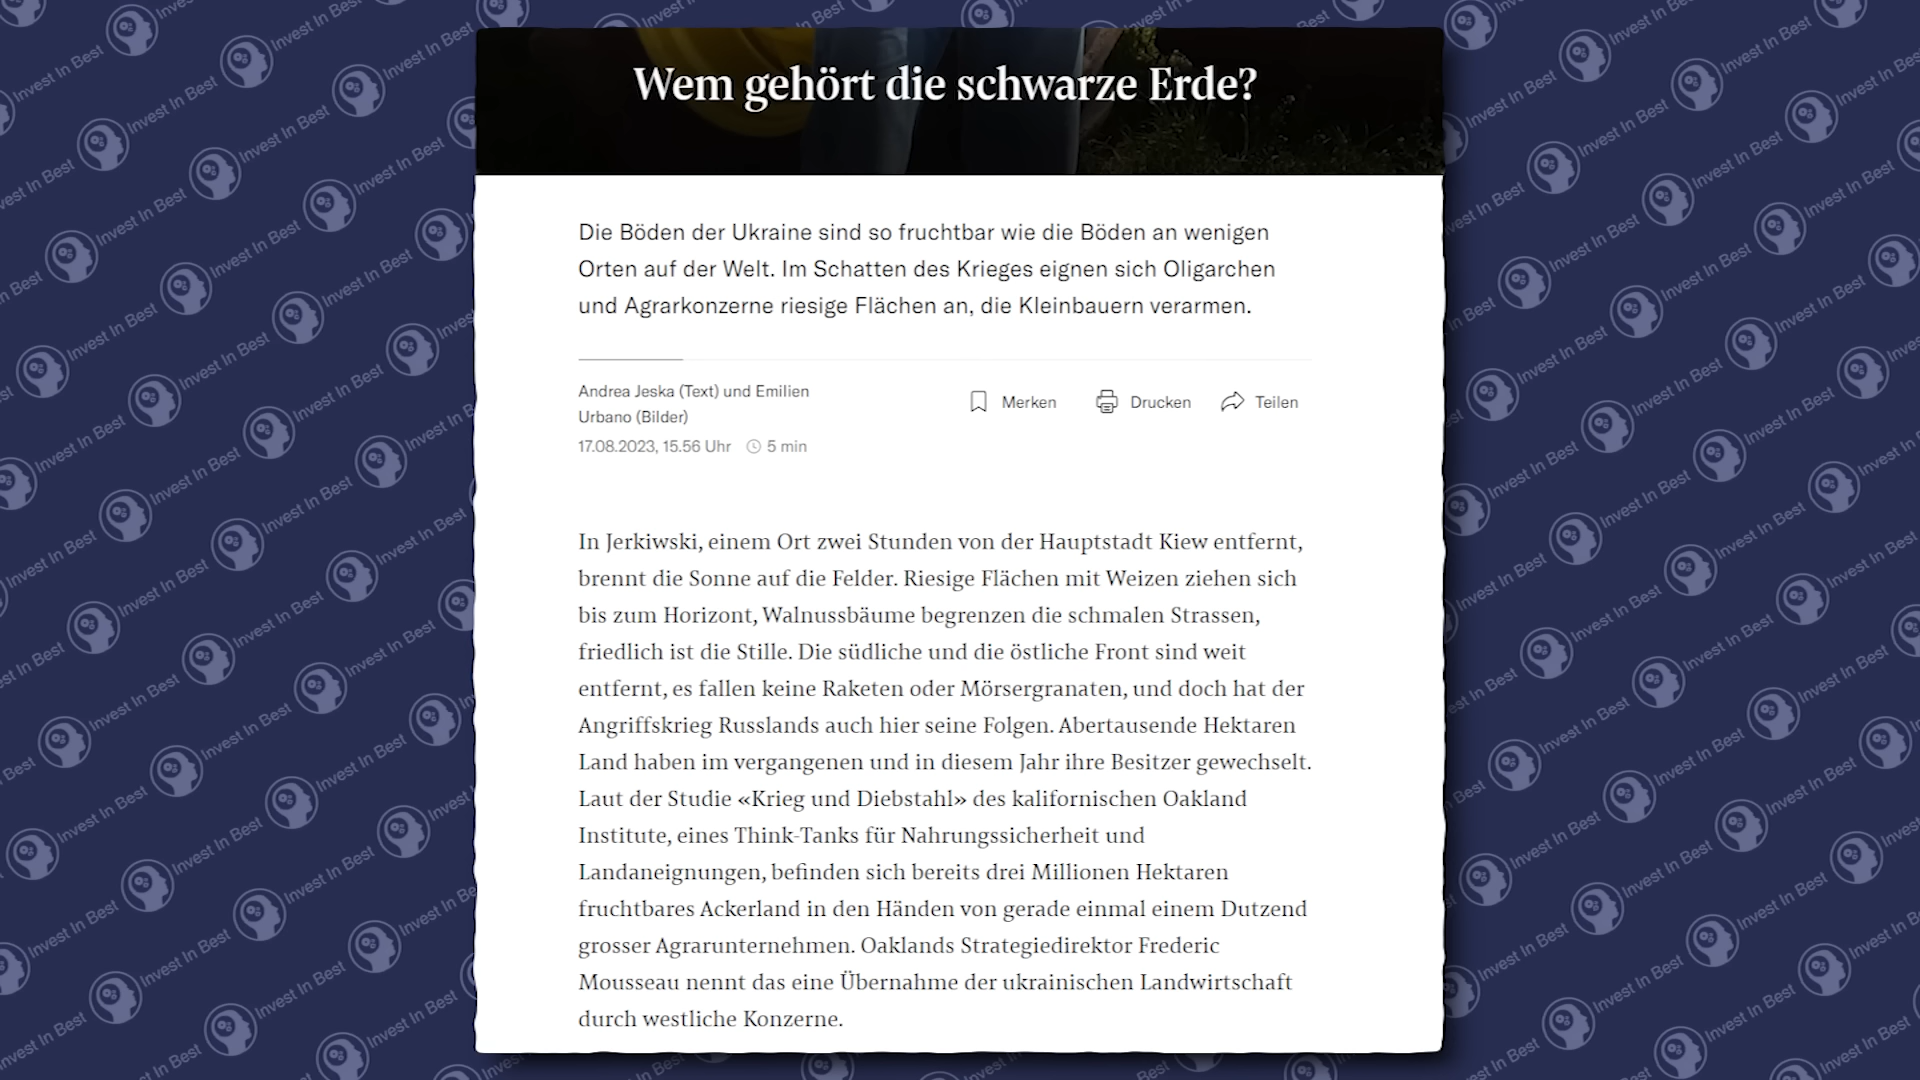 Wem gehört die schwarze Erde?
Die Böden der Ukraine sind so fruchtbar wie die Böden an wenigen
Orten auf der Welt. Im Schatten des Krieges eignen sich Oligarchen
und Agrarkonzerne riesige Flächen an, die Kleinbauern verarmen.
Andrea Jeska (Text) und Emilien
Urbano (Bilder)
Merken Drucken Teilen
17.08.2023, 15.56 Uhr 5 min
In Jerkiwski, einem Ort zwei Stunden von der Hauptstadt Kiew entfernt,
brennt die Sonne auf die Felder. Riesige Flächen mit Weizen ziehen sich
bis zum Horizont, Walnussbäume begrenzen die schmalen Strassen,
friedlich ist die Stille. Die südliche und die östliche Front sind weit
entfernt, es fallen keine Raketen oder Mörsergranaten, und doch hat der
Angriffskrieg Russlands auch hier seine Folgen. Abertausende Hektaren
Land haben im vergangenen und in diesem Jahr ihre Besitzer gewechselt.
Laut der Studie «Krieg und Diebstahl» des kalifornischen Oakland
Institute, eines Think-Tanks für Nahrungssicherheit und
Landaneignungen, befinden sich bereits drei Millionen Hektaren
fruchtbares Ackerland in den Händen von gerade einmal einem Dutzend
grosser Agrarunternehmen. Oaklands Strategiedirektor Frederic
Mousseau nennt das eine Übernahme der ukrainischen Landwirtschaft
durch westliche Konzerne.
Invest In Best